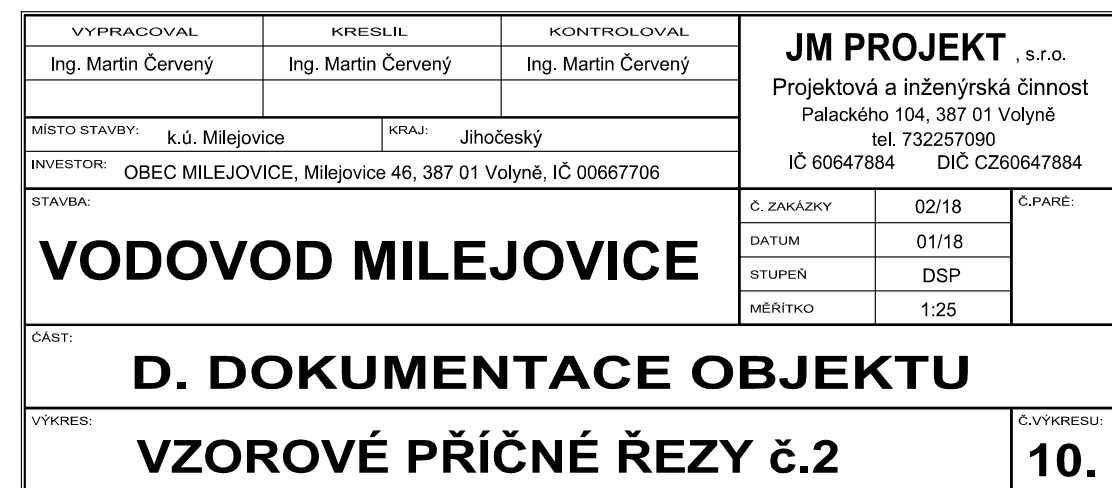 VYPRACOVAL KRESLIL KONTROLOVAL
Ing. Martin Červený Ing. Martin Červený Ing. Martin Červený
JM PROJEKT , s.r.o.
Projektová a inženýrská činnost
Palackého 104, 387 01 Volyně
tel. 732257090
IČ 60647884 DIČ CZ60647884
MÍSTO STAVBY: k.ú. Milejovice KRAJ: Jihočeský
INVESTOR: OBEC MILEJOVICE, Milejovice 46, 387 01 Volyně, IČ 00667706
STAVBA:
VODOVOD MILEJOVICE
Č. ZAKÁZKY 02/18 Č.PARÉ:
DATUM 01/18
STUPEŇ DSP
MĚŘÍTKO 1:25
ČÁST:
D. DOKUMENTACE OBJEKTU
VÝKRES:
VZOROVÉ PŘÍČNÉ ŘEZY č.2
Č.VÝKRESU:
10.